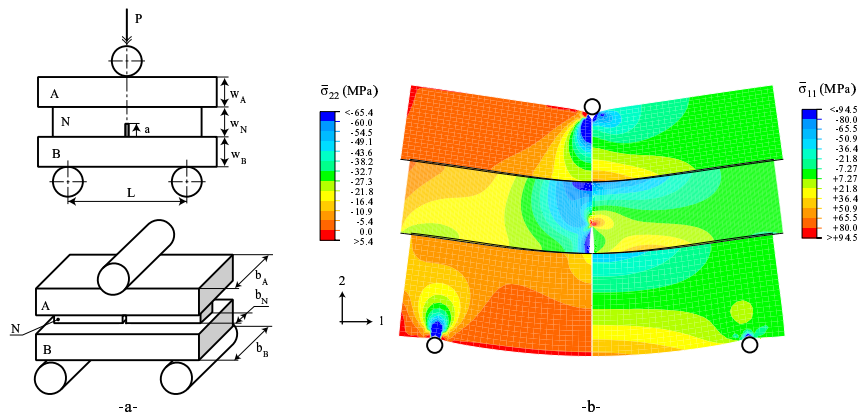 P
A
w_A
N
a
w_N
B
w_B
L
b_A
A
b_N
N
B
b_B
-a-
σ̅₂₂ (MPa)
<-65.4
-60.0
-54.5
-49.1
-43.6
-38.2
-32.7
-27.3
-21.8
-16.4
-10.9
-5.4
0.0
>5.4
2
1
σ̅₁₁ (MPa)
<-94.5
-80.0
-65.5
-50.9
-36.4
-21.8
-7.27
+7.27
+21.8
+36.4
+50.9
+65.5
+80.0
>+94.5
-b-